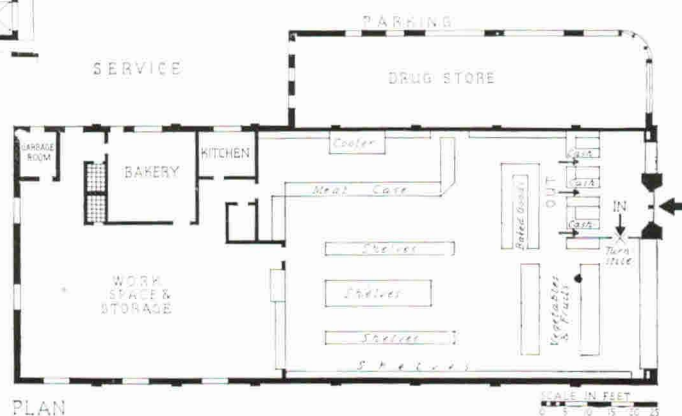 PARKING
SERVICE
DRUG STORE
GARBAGE
ROOM
BAKERY
KITCHEN
Cooler
Meat Case
Baked Goods
OUT
Cash
Cash
Cash
IN
Turn
stile
Shelves
Shelves
Shelves
Shelves
Vegetables
& Fruits
WORK
SPACE &
STORAGE
PLAN
SCALE IN FEET
0 5 10 15 20 25